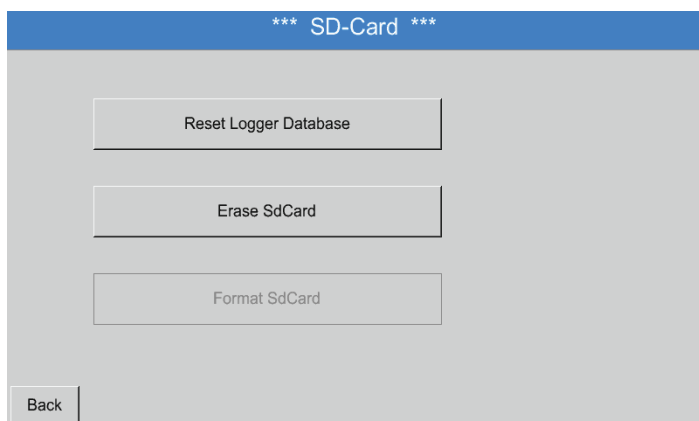 *** SD-Card ***
Reset Logger Database
Erase SdCard
Format SdCard
Back